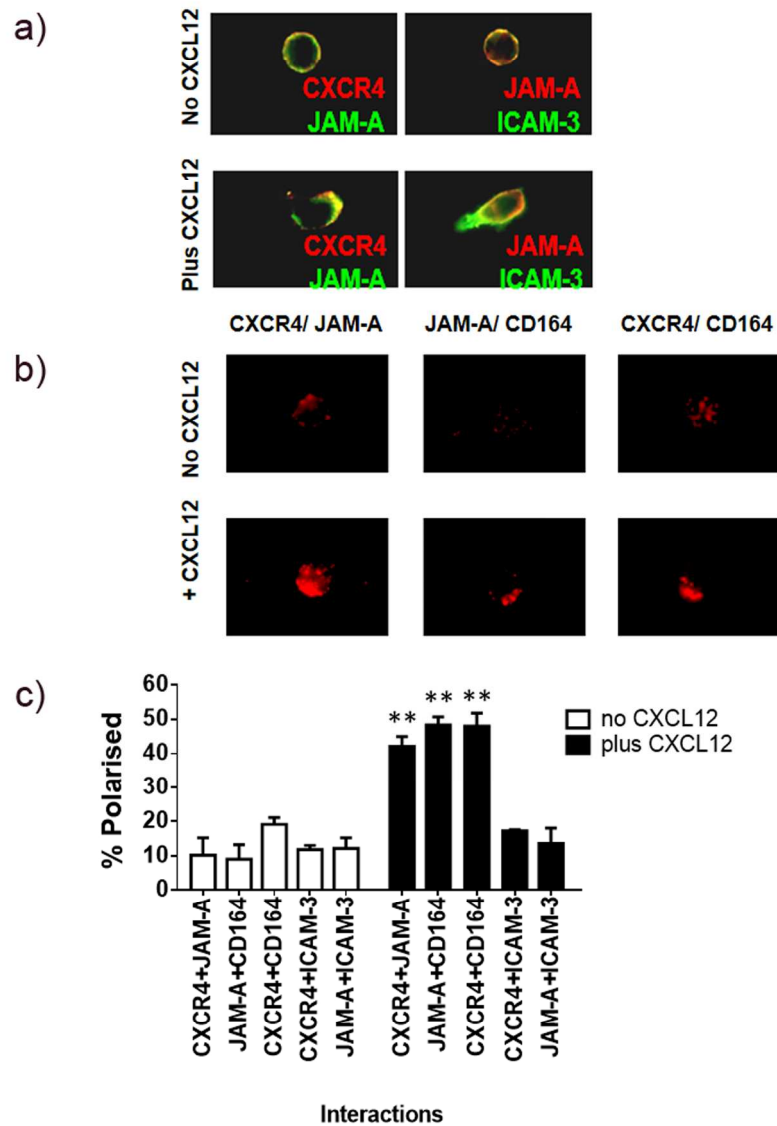 a)
No CXCL12
CXCR4
JAM-A
JAM-A
ICAM-3
Plus CXCL12
CXCR4
JAM-A
JAM-A
ICAM-3
b)
CXCR4/ JAM-A
JAM-A/ CD164
CXCR4/ CD164
No CXCL12
+ CXCL12
c)
% Polarised
60
50
40
30
20
10
0
**
**
**
no CXCL12
plus CXCL12
CXCR4+JAM-A
JAM-A+CD164
CXCR4+CD164
CXCR4+ICAM-3
JAM-A+ICAM-3
CXCR4+JAM-A
JAM-A+CD164
CXCR4+CD164
CXCR4+ICAM-3
JAM-A+ICAM-3
Interactions